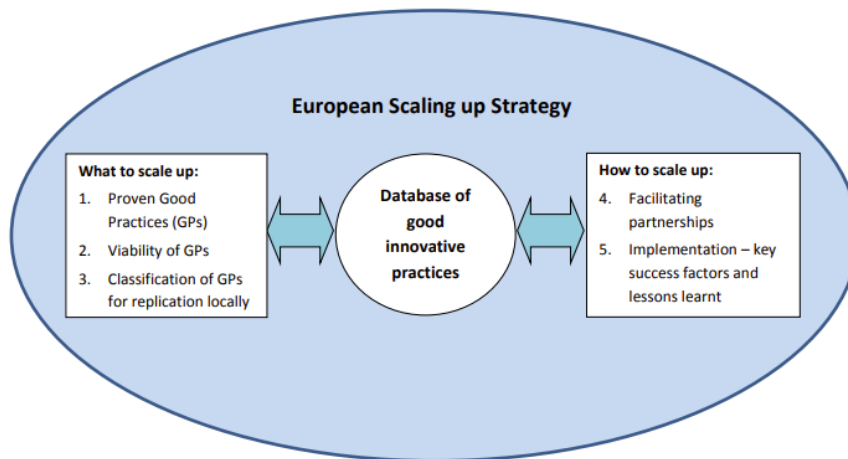 European Scaling up Strategy
What to scale up:
1. Proven Good
Practices (GPs)
2. Viability of GPs
3. Classification of GPs
for replication locally
Database of
good
innovative
practices
How to scale up:
4. Facilitating
partnerships
5. Implementation – key
success factors and
lessons learnt